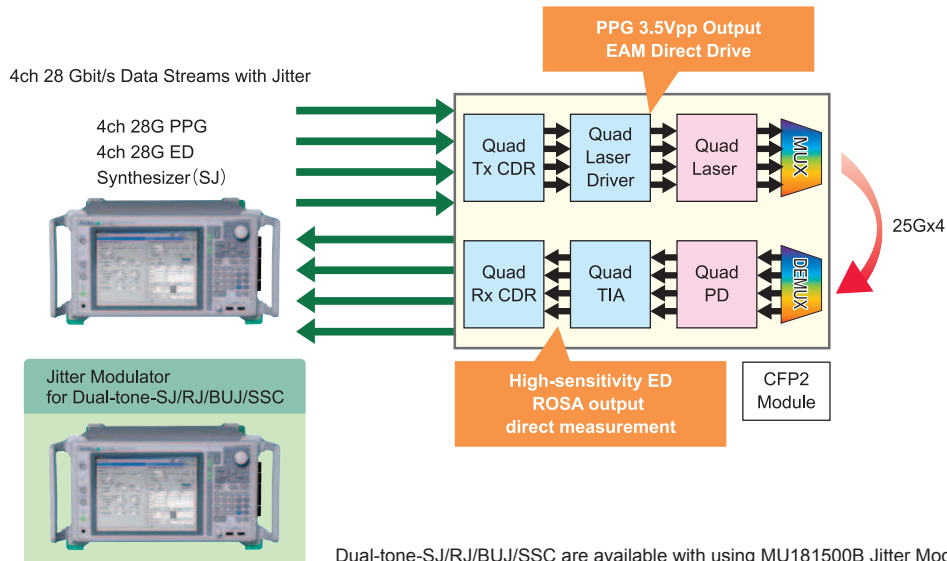 PPG 3.5Vpp Output
EAM Direct Drive
4ch 28 Gbit/s Data Streams with Jitter
4ch 28G PPG
4ch 28G ED
Synthesizer(SJ)
Quad
Tx CDR
Quad
Laser
Driver
Quad
Laser
MUX
25Gx4
Quad
Rx CDR
Quad
TIA
Quad
PD
DEMUX
Jitter Modulator
for Dual-tone-SJ/RJ/BUJ/SSC
High-sensitivity ED
ROSA output
direct measurement
CFP2
Module
Dual-tone-SJ/RJ/BUJ/SSC are available with using MU181500B Jitter